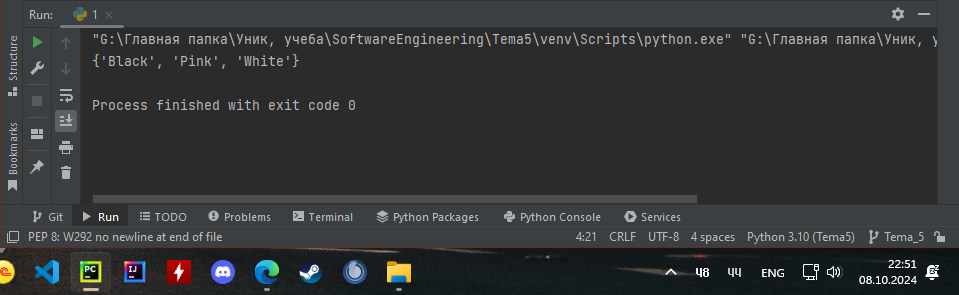 Run: 1 ×
"G:\Главная папка\Уник, учеба\SoftwareEngineering\Tema5\venv\Scripts\python.exe" "G:\Главная папка\Уник, у
{'Black', 'Pink', 'White'}
Process finished with exit code 0
Structure
Bookmarks
Git Run TODO Problems Terminal Python Packages Python Console Services
PEP 8: W292 no newline at end of file 4:21 CRLF UTF-8 4 spaces Python 3.10 (Tema5) Tema_5
PC IJ ENG 22:51
08.10.2024